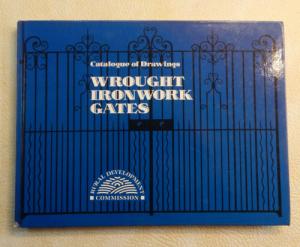 Catalogue of Drawings
WROUGHT
IRONWORK
GATES
RURAL DEVELOPMENT
COMMISSION